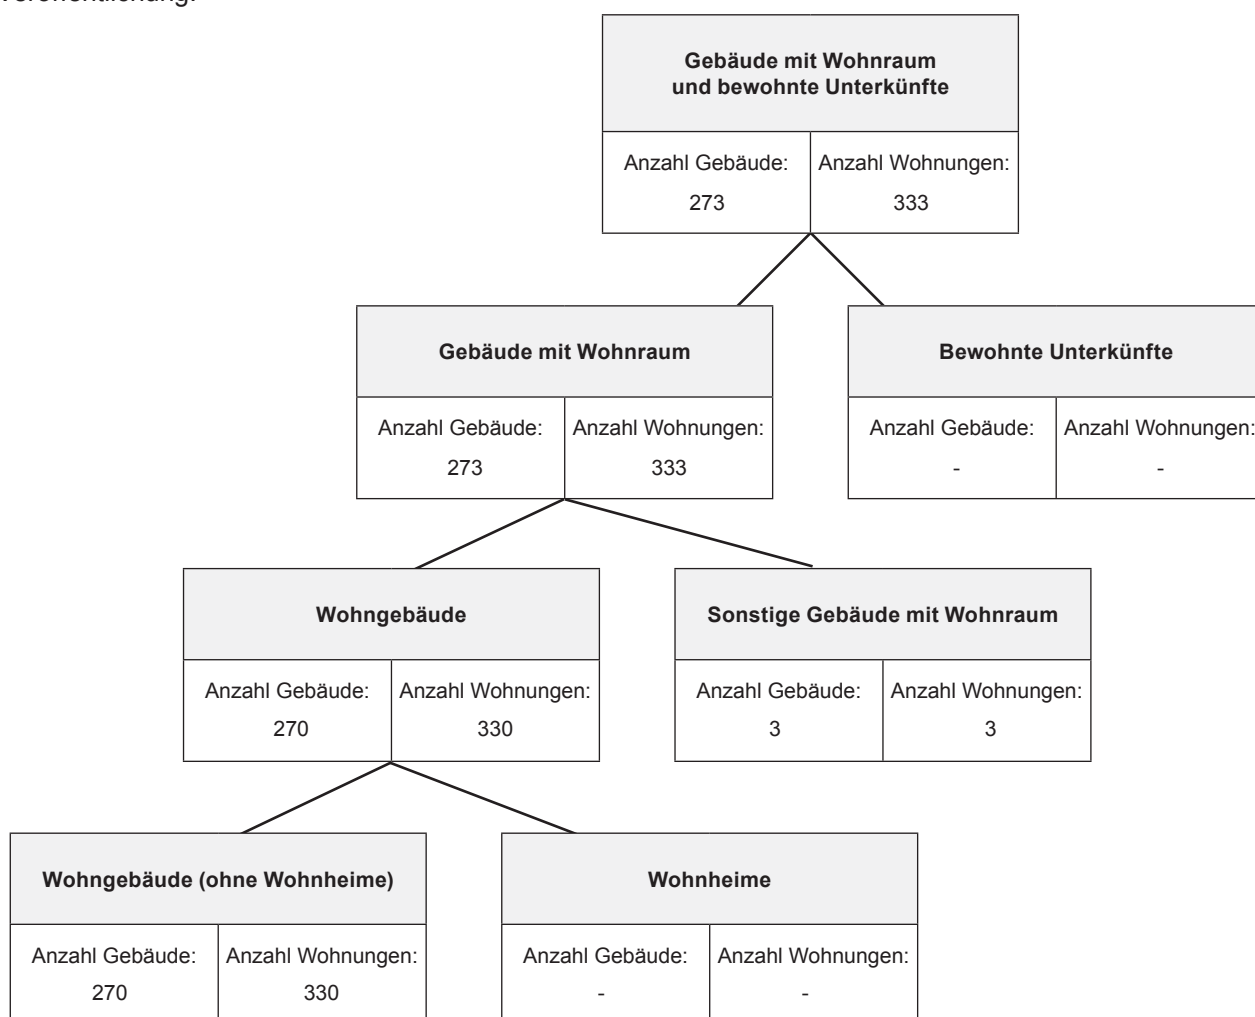 Veröffentlichung.
Gebäude mit Wohnraum
und bewohnte Unterkünfte
Anzahl Gebäude: Anzahl Wohnungen:
273 333
Gebäude mit Wohnraum
Bewohnte Unterkünfte
Anzahl Gebäude: Anzahl Wohnungen:
273 333
Anzahl Gebäude: Anzahl Wohnungen:
- -
Wohngebäude
Sonstige Gebäude mit Wohnraum
Anzahl Gebäude: Anzahl Wohnungen:
270 330
Anzahl Gebäude: Anzahl Wohnungen:
3 3
Wohngebäude (ohne Wohnheime)
Wohnheime
Anzahl Gebäude: Anzahl Wohnungen:
270 330
Anzahl Gebäude: Anzahl Wohnungen:
- -